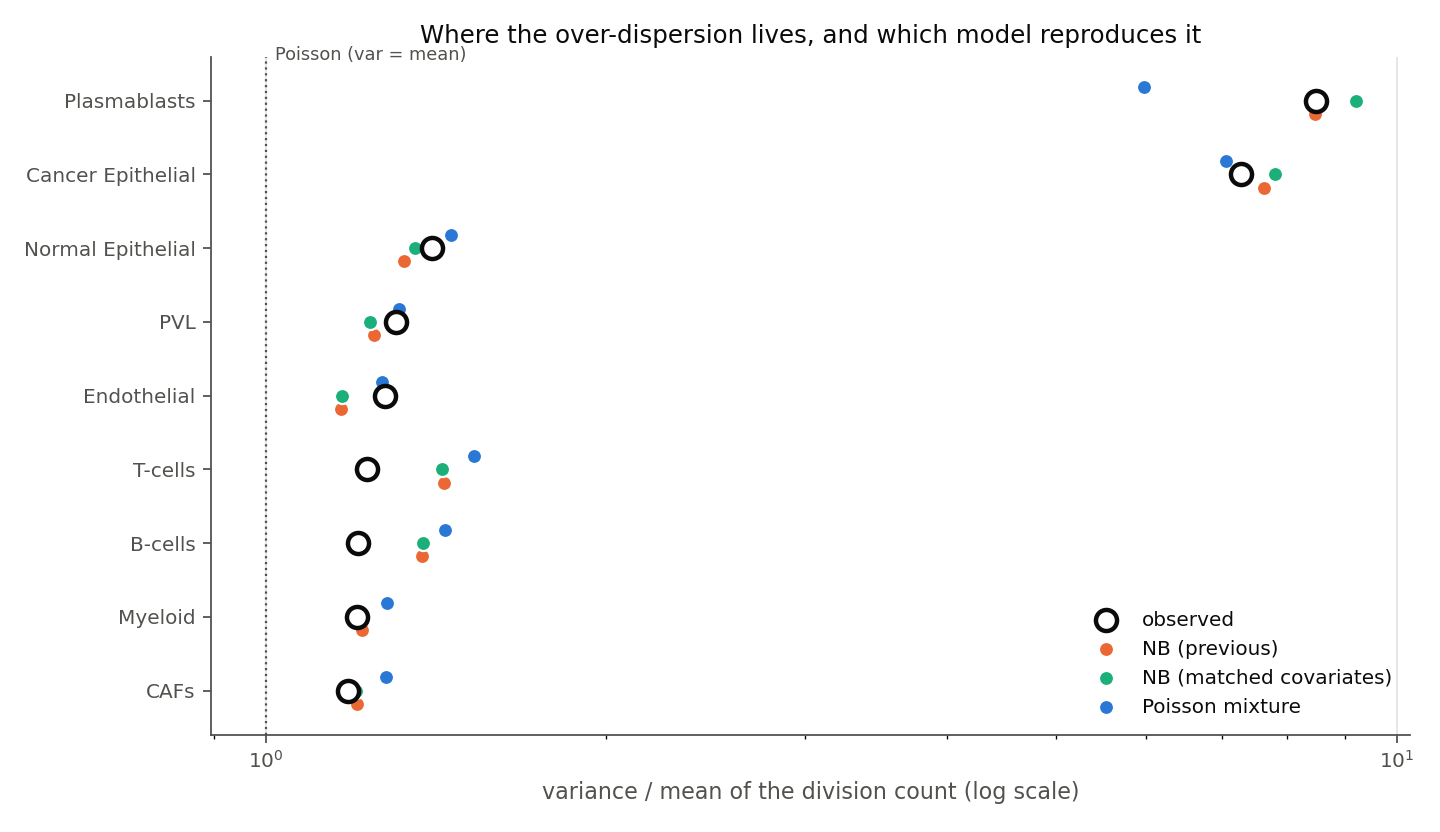 Where the over-dispersion lives, and which model reproduces it
Poisson (var = mean)
Plasmablasts
Cancer Epithelial
Normal Epithelial
PVL
Endothelial
T-cells
B-cells
Myeloid
CAFs
observed
NB (previous)
NB (matched covariates)
Poisson mixture
10⁰
10¹
variance / mean of the division count (log scale)